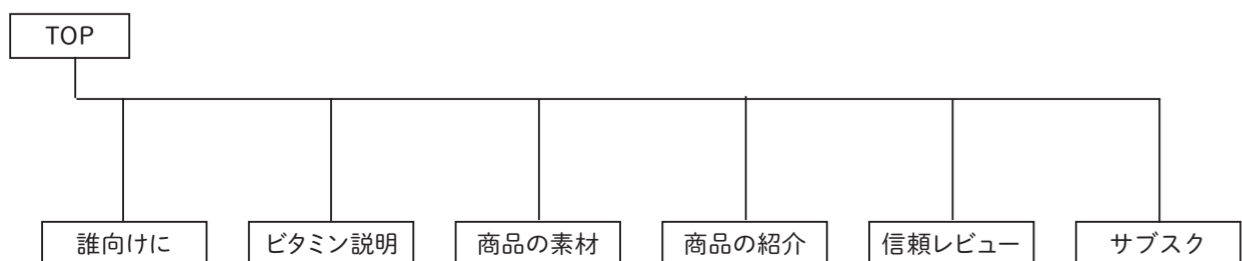 TOP
誰向けに
ビタミン説明
商品の素材
商品の紹介
信頼レビュー
サブスク